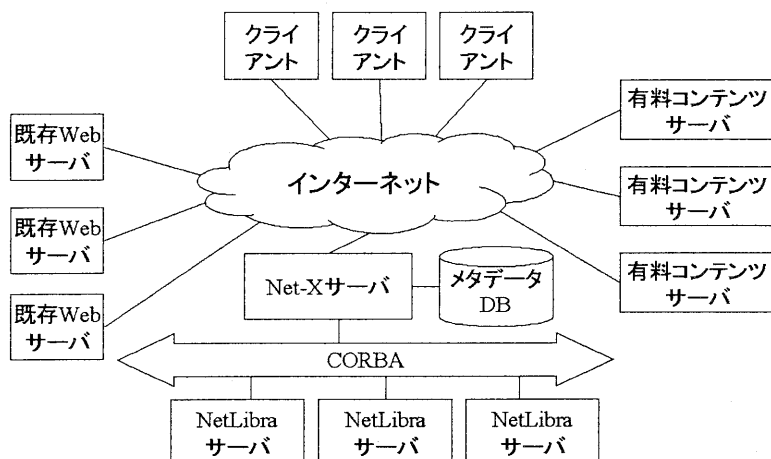 クライ
アント
クライ
アント
クライ
アント
既存Web
サーバ
既存Web
サーバ
既存Web
サーバ
インターネット
有料コンテンツ
サーバ
有料コンテンツ
サーバ
有料コンテンツ
サーバ
Net-Xサーバ
メタデータ
DB
CORBA
NetLibra
サーバ
NetLibra
サーバ
NetLibra
サーバ